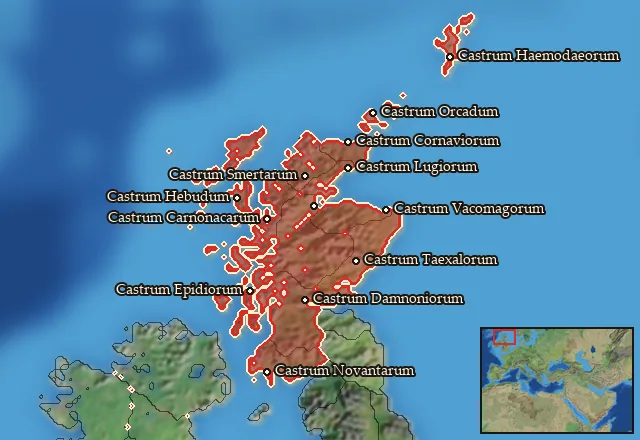 Castrum Haemodaeorum
Castrum Orcadum
Castrum Cornaviorum
Castrum Lugiorum
Castrum Smertarum
Castrum Hebudum
Castrum Vacomagorum
Castrum Carnonacarum
Castrum Taexalorum
Castrum Epidiorum
Castrum Damnoniorum
Castrum Novantarum